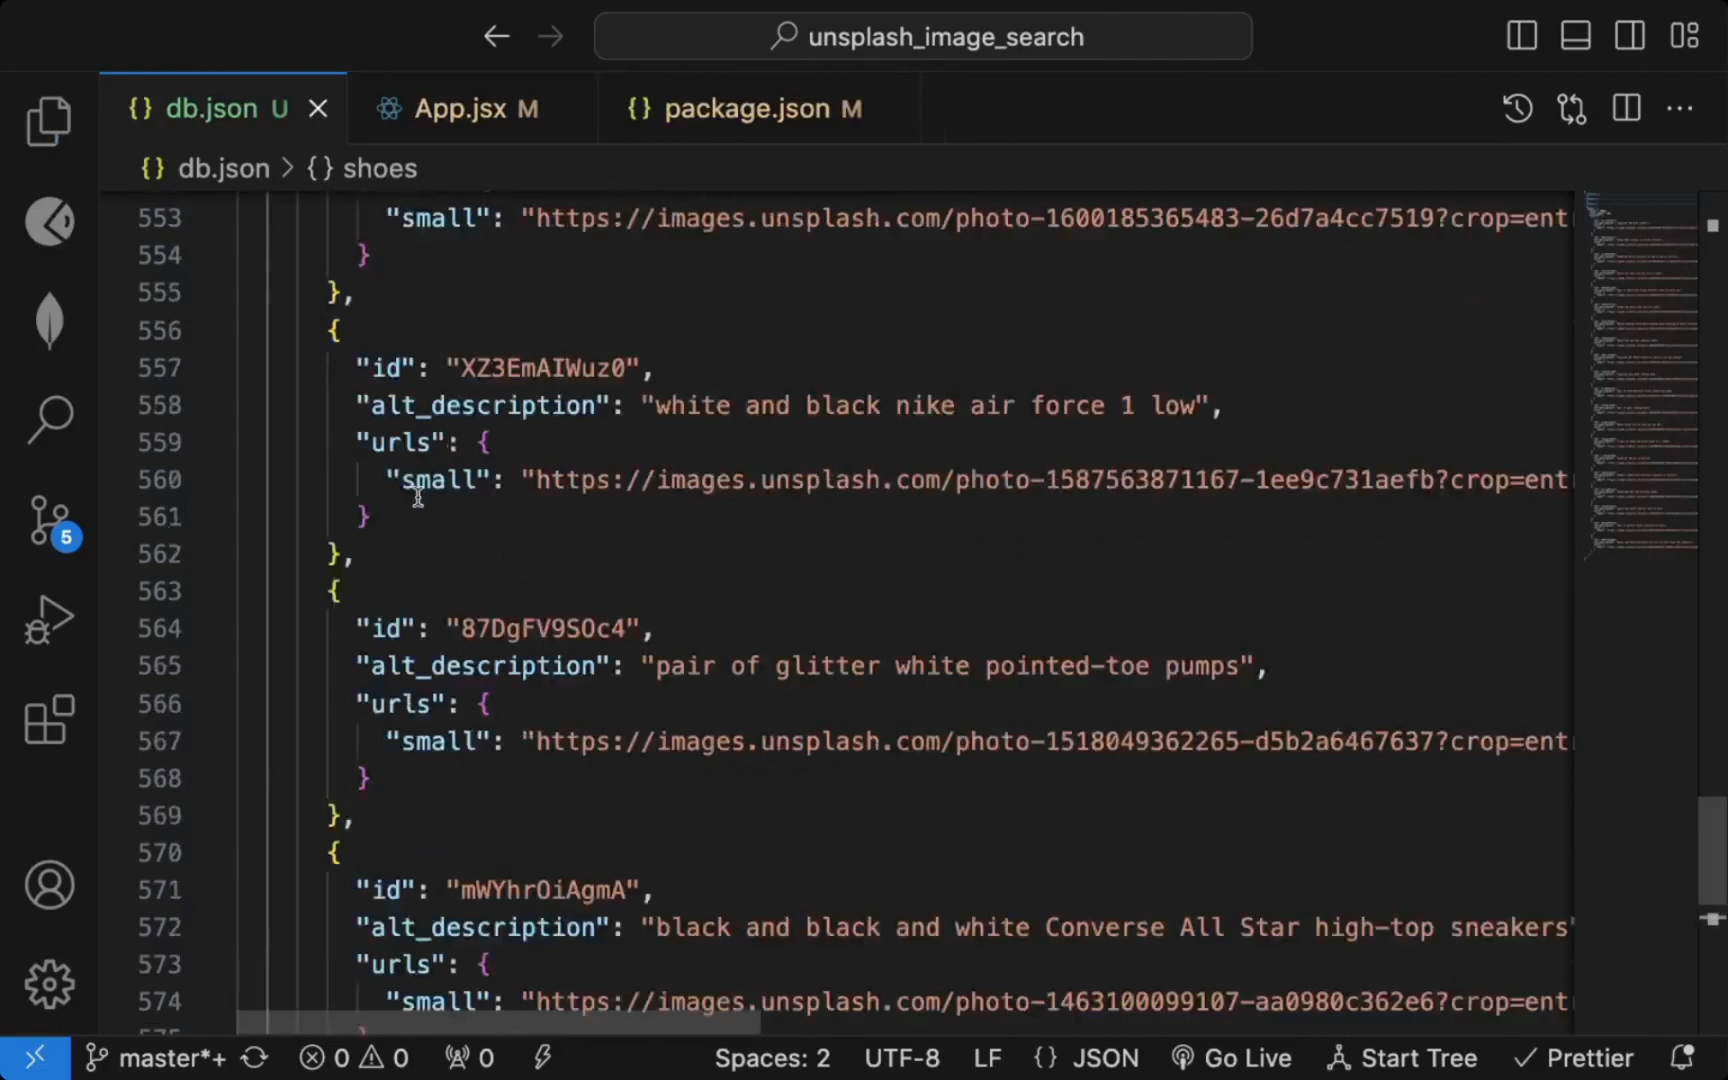 unsplash_image_search
{} db.json U × App.jsx M {} package.json M
{} db.json > {} shoes
553 "small": "https://images.unsplash.com/photo-1600185365483-26d7a4cc7519?crop=ent
554 }
555 },
556 {
557 "id": "XZ3EmAIWuz0",
558 "alt_description": "white and black nike air force 1 low",
559 "urls": {
560 "small": "https://images.unsplash.com/photo-1587563871167-1ee9c731aefb?crop=ent
561 }
562 },
563 {
564 "id": "87DgFV9SOc4",
565 "alt_description": "pair of glitter white pointed-toe pumps",
566 "urls": {
567 "small": "https://images.unsplash.com/photo-1518049362265-d5b2a6467637?crop=ent
568 }
569 },
570 {
571 "id": "mWYhrOiAgmA",
572 "alt_description": "black and black and white Converse All Star high-top sneakers"
573 "urls": {
574 "small": "https://images.unsplash.com/photo-1463100099107-aa0980c362e6?crop=ent
5
master*+ 0 0 0 Spaces: 2 UTF-8 LF {} JSON Go Live Start Tree Prettier